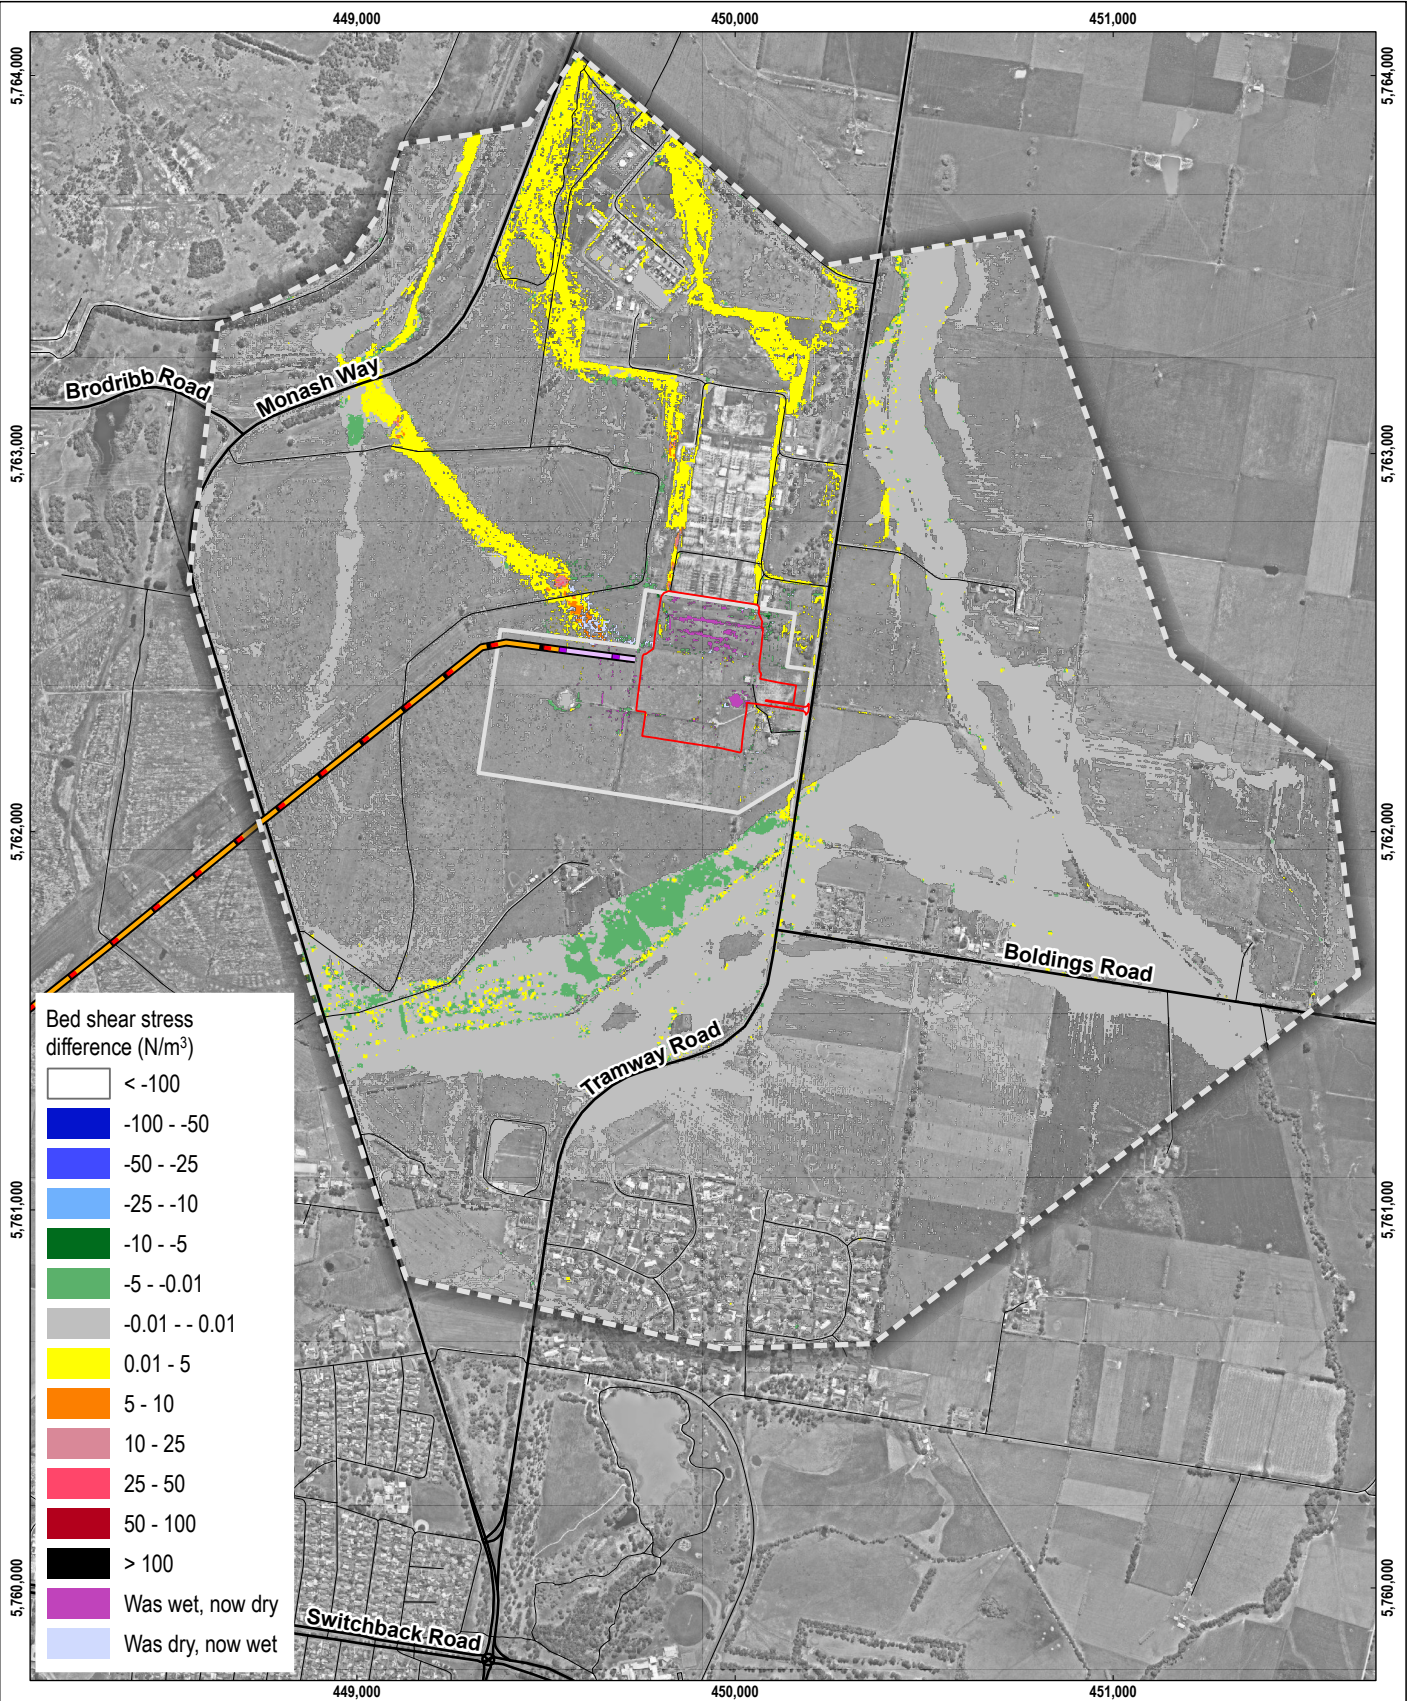 449,000
450,000
451,000
5,764,000
5,764,000
Brodribb Road
Monash Way
5,763,000
5,763,000
5,762,000
5,762,000
Boldings Road
Tramway Road
Bed shear stress
difference (N/m³)
< -100
-100 - -50
-50 - -25
-25 - -10
-10 - -5
-5 - -0.01
-0.01 - - 0.01
0.01 - 5
5 - 10
10 - 25
25 - 50
50 - 100
> 100
Was wet, now dry
Was dry, now wet
5,761,000
5,761,000
5,760,000
5,760,000
Switchback Road
449,000
450,000
451,000